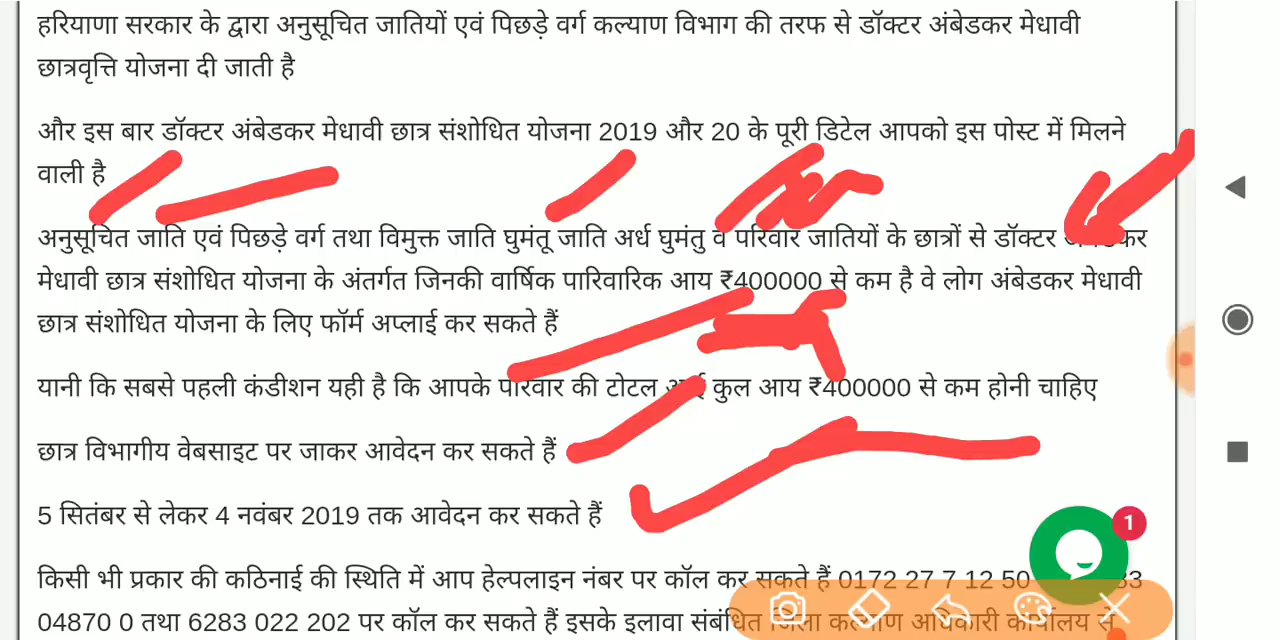 हरियाणा सरकार के द्वारा अनुसूचित जातियों एवं पिछड़े वर्ग कल्याण विभाग की तरफ से डॉक्टर अंबेडकर मेधावी
छात्रवृत्ति योजना दी जाती है
और इस बार डॉक्टर अंबेडकर मेधावी छात्र संशोधित योजना 2019 और 20 के पूरी डिटेल आपको इस पोस्ट में मिलने
वाली है
अनुसूचित जाति एवं पिछड़े वर्ग तथा विमुक्त जाति घुमंतू जाति अर्ध घुमंतु व परिवार जातियों के छात्रों से डॉक्टर
मेधावी छात्र संशोधित योजना के अंतर्गत जिनकी वार्षिक पारिवारिक आय ₹400000 से कम है वे लोग अंबेडकर मेधावी
छात्र संशोधित योजना के लिए फॉर्म अप्लाई कर सकते हैं
यानी कि सबसे पहली कंडीशन यही है कि आपके परिवार की टोटल कुल आय ₹400000 से कम होनी चाहिए
छात्र विभागीय वेबसाइट पर जाकर आवेदन कर सकते हैं
5 सितंबर से लेकर 4 नवंबर 2019 तक आवेदन कर सकते हैं
1
किसी भी प्रकार की कठिनाई की स्थिति में आप हेल्पलाइन नंबर पर कॉल कर सकते हैं 0172 27 7 12 50
04870 0 तथा 6283 022 202 पर कॉल कर सकते हैं इसके इलावा संबंधित जिला कल्याण अधिकारी कार्यालय से